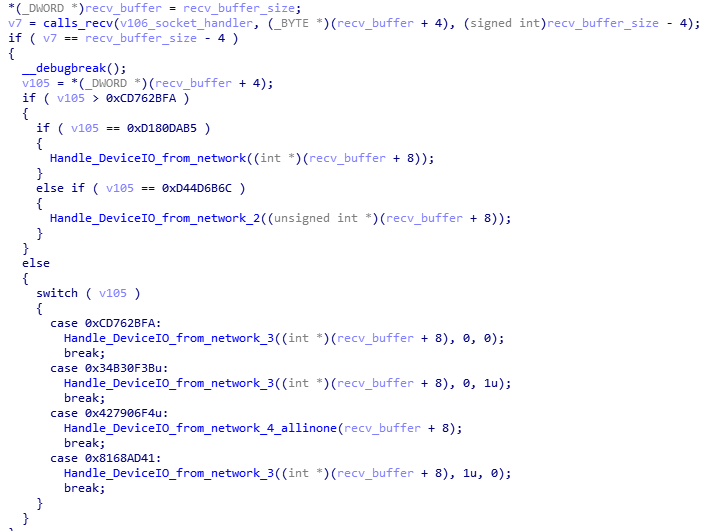 *(_DWORD *)recv_buffer = recv_buffer_size;
v7 = calls_recv(v106_socket_handler, (_BYTE *)(recv_buffer + 4), (signed int)recv_buffer_size - 4);
if ( v7 == recv_buffer_size - 4 )
{
  __debugbreak();
  v105 = *(_DWORD *)(recv_buffer + 4);
  if ( v105 > 0xCD762BFA )
  {
    if ( v105 == 0xD180DAB5 )
    {
      Handle_DeviceIO_from_network((int *)(recv_buffer + 8));
    }
    else if ( v105 == 0xD44D6B6C )
    {
      Handle_DeviceIO_from_network_2((unsigned int *)(recv_buffer + 8));
    }
  }
  else
  {
    switch ( v105 )
    {
      case 0xCD762BFA:
        Handle_DeviceIO_from_network_3((int *)(recv_buffer + 8), 0, 0);
        break;
      case 0x34B30F3Bu:
        Handle_DeviceIO_from_network_3((int *)(recv_buffer + 8), 0, 1u);
        break;
      case 0x427906F4u:
        Handle_DeviceIO_from_network_4_allinone(recv_buffer + 8);
        break;
      case 0x8168AD41:
        Handle_DeviceIO_from_network_3((int *)(recv_buffer + 8), 1u, 0);
        break;
    }
  }